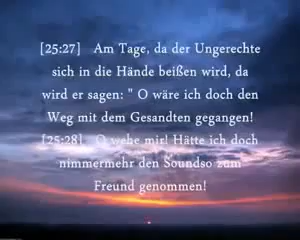 [25:27] Am Tage, da der Ungerechte
sich in die Hände beißen wird, da
wird er sagen: " O wäre ich doch den
Weg mit dem Gesandten gegangen!
[25:28] O wehe mir! Hätte ich doch
nimmermehr den Soundso zum
Freund genommen!